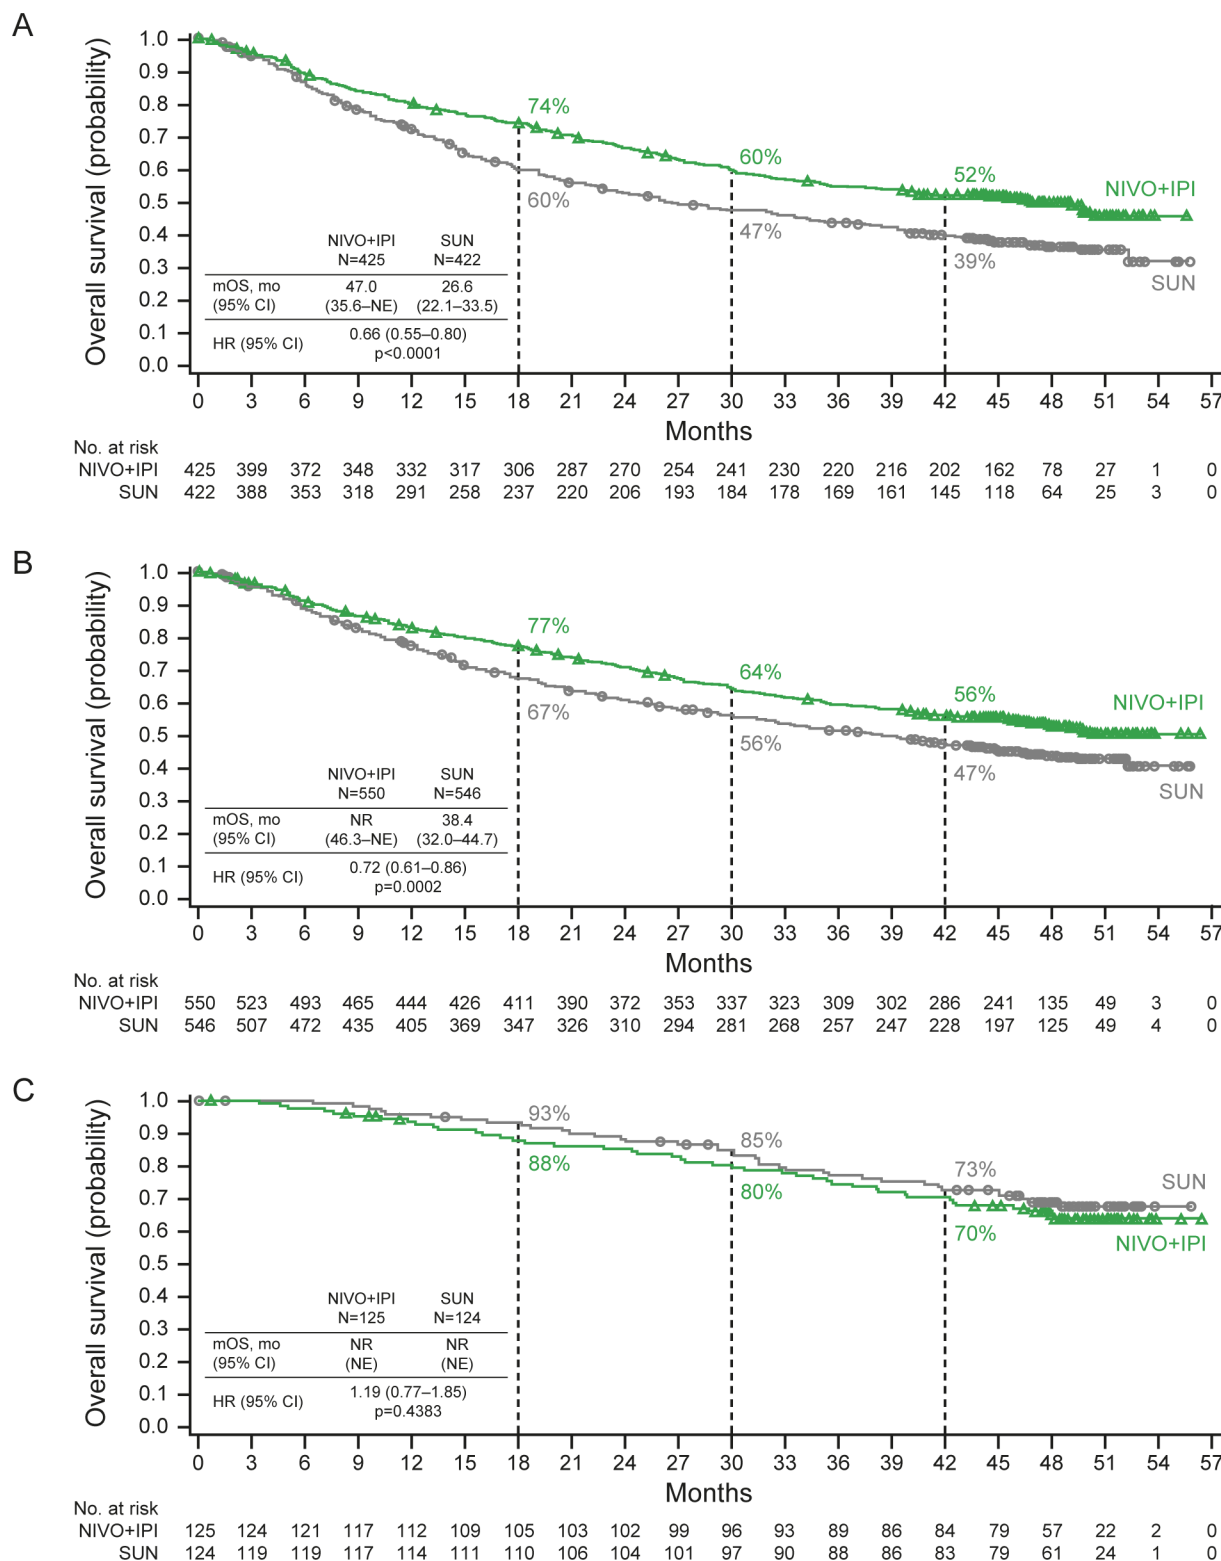 A
Overall survival (probability)
1.0
0.9
0.8
0.7
0.6
0.5
0.4
0.3
0.2
0.1
0.0
74%
60%
60%
47%
52%
39%
NIVO+IPI
SUN
NIVO+IPI SUN
N=425 N=422
mOS, mo 47.0 26.6
(95% CI) (35.6–NE) (22.1–33.5)
HR (95% CI) 0.66 (0.55–0.80)
p<0.0001
0 3 6 9 12 15 18 21 24 27 30 33 36 39 42 45 48 51 54 57
Months
No. at risk
NIVO+IPI 425 399 372 348 332 317 306 287 270 254 241 230 220 216 202 162 78 27 1 0
SUN 422 388 353 318 291 258 237 220 206 193 184 178 169 161 145 118 64 25 3 0
B
Overall survival (probability)
1.0
0.9
0.8
0.7
0.6
0.5
0.4
0.3
0.2
0.1
0.0
77%
67%
64%
56%
56%
47%
NIVO+IPI
SUN
NIVO+IPI SUN
N=550 N=546
mOS, mo NR 38.4
(95% CI) (46.3–NE) (32.0–44.7)
HR (95% CI) 0.72 (0.61–0.86)
p=0.0002
0 3 6 9 12 15 18 21 24 27 30 33 36 39 42 45 48 51 54 57
Months
No. at risk
NIVO+IPI 550 523 493 465 444 426 411 390 372 353 337 323 309 302 286 241 135 49 3 0
SUN 546 507 472 435 405 369 347 326 310 294 281 268 257 247 228 197 125 49 4 0
C
Overall survival (probability)
1.0
0.9
0.8
0.7
0.6
0.5
0.4
0.3
0.2
0.1
0.0
93%
88%
85%
80%
73%
70%
SUN
NIVO+IPI
NIVO+IPI SUN
N=125 N=124
mOS, mo NR NR
(95% CI) (NE) (NE)
HR (95% CI) 1.19 (0.77–1.85)
p=0.4383
0 3 6 9 12 15 18 21 24 27 30 33 36 39 42 45 48 51 54 57
Months
No. at risk
NIVO+IPI 125 124 121 117 112 109 105 103 102 99 96 93 89 86 84 79 57 22 2 0
SUN 124 119 119 117 114 111 110 106 104 101 97 90 88 86 83 79 61 24 1 0